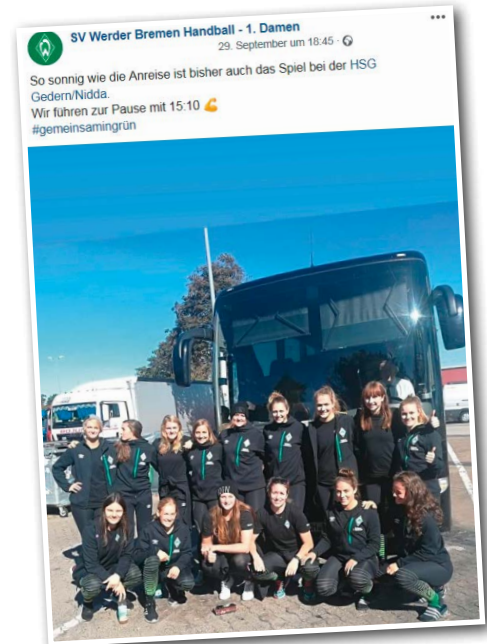 SV Werder Bremen Handball - 1. Damen
29. September um 18:45 ·
So sonnig wie die Anreise ist bisher auch das Spiel bei der HSG
Gedern/Nidda.
Wir führen zur Pause mit 15:10 💪
#gemeinsamingrün